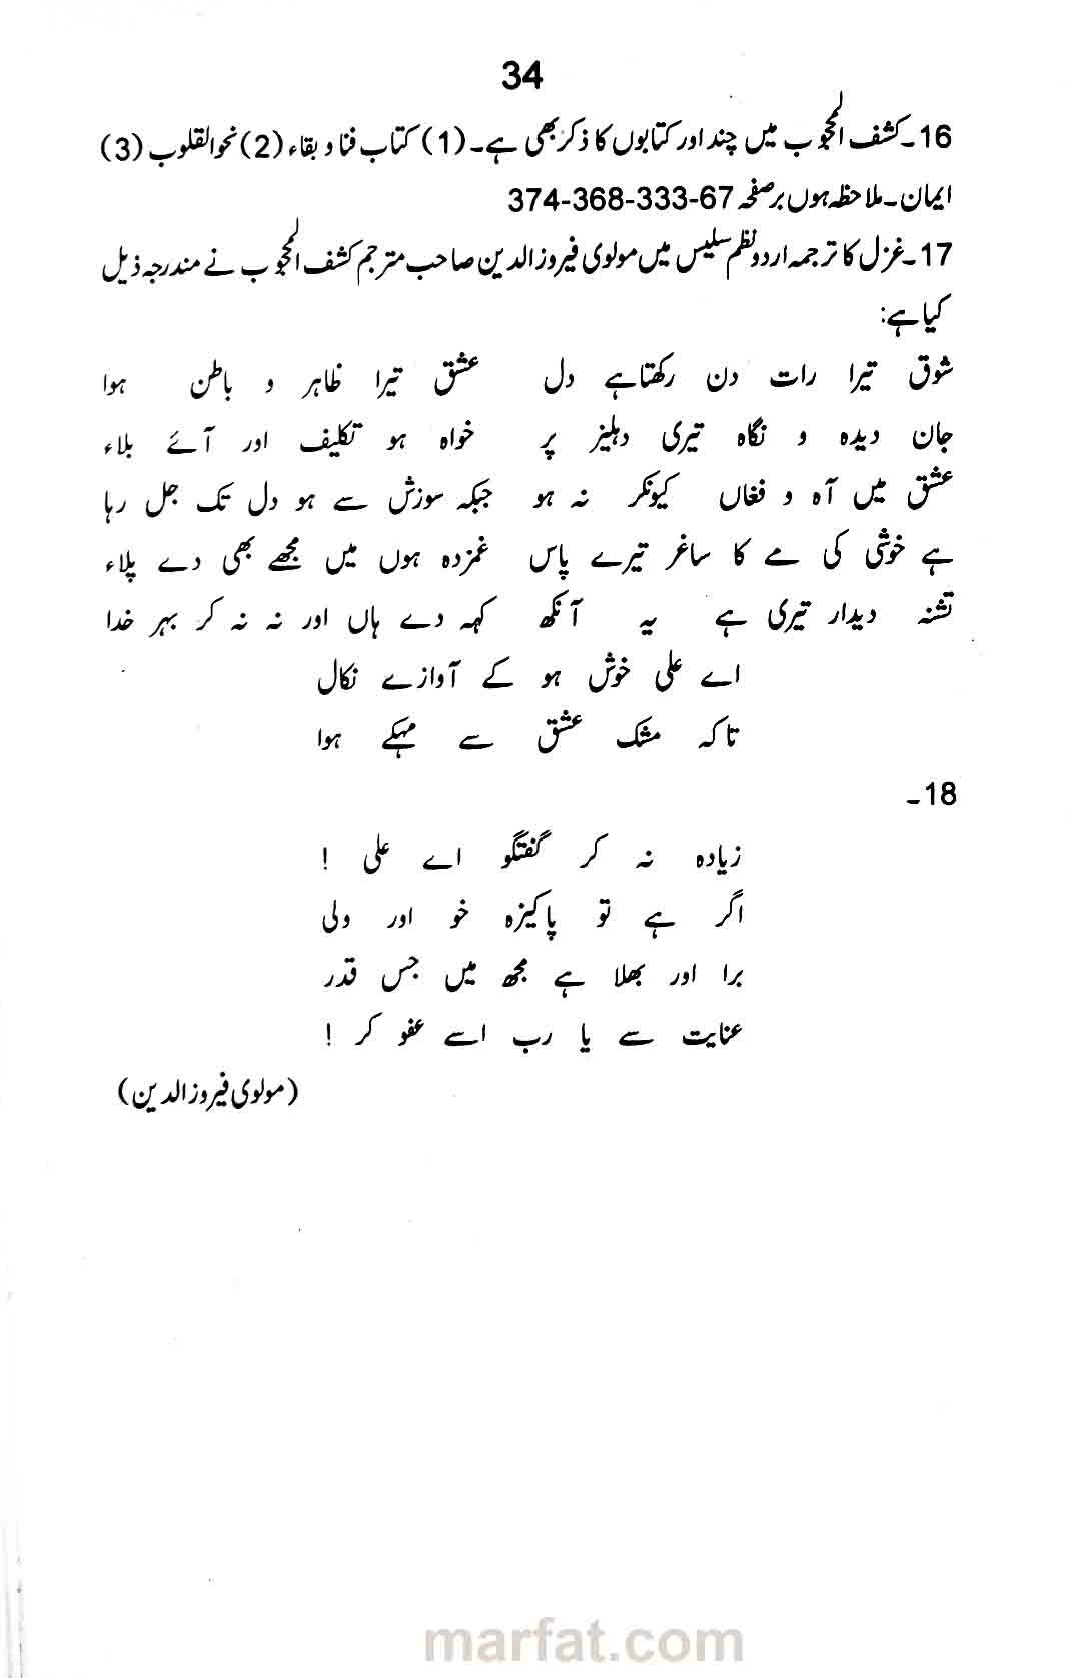 34
16۔کشف المحجوب میں چند اور کتابوں کا ذکر بھی ہے۔ (1) کتاب فنا و بقاء (2) نحو القلوب (3)
ایمان۔ملاحظہ ہوں بر صفحہ 67-333-368-374
17۔غزل کا ترجمہ اردو نظم سلیس میں مولوی فیروز الدین صاحب مترجم کشف المحجوب نے مندرجہ ذیل
کیا ہے:
شوق تیرا رات دن رکھتا ہے دل عشق تیرا ظاہر و باطن ہوا
جان دیدہ و نگاہ تیری دہلیز پر خواہ ہو تکلیف اور آئے بلاء
عشق میں آہ و فغاں کیونکر نہ ہو جبکہ سوزش سے ہو دل تک جل رہا
ہے خوشی کی مے کا ساغر تیرے پاس غمزدہ ہوں میں مجھے بھی دے پلاء
تشنہ دیدار تیری ہے یہ آنکھ کہہ دے ہاں اور نہ نہ کر بہر خدا
اے علی خوش ہو کے آوازے نکال
تاکہ مشک عشق سے مہکے ہوا
18۔
زیادہ نہ کر گفتگو اے علی !
اگر ہے تو پاکیزہ خو اور ولی
برا اور بھلا ہے مجھ میں جس قدر
عنایت سے یا رب اسے عفو کر !
(مولوی فیروز الدین)
marfat.com